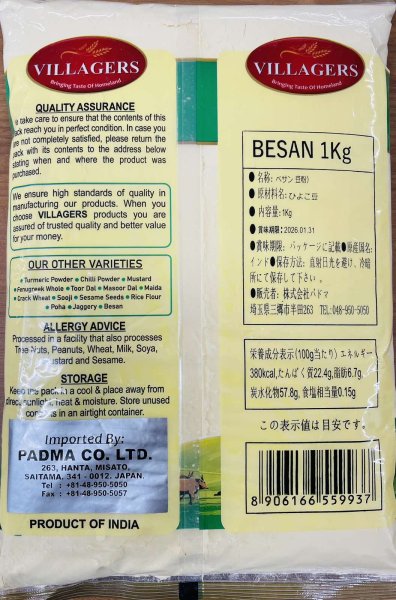 VILLAGERS
Bringing Taste Of Homeland
QUALITY ASSURANCE
take care to ensure that the contents of this
pack reach you in perfect condition. In case you
are not completely satisfied, please return the
pack with its contents to the address below
stating when and where the product was
purchased.
We ensure high standards of quality in
manufacturing our products. When you
choose VILLAGERS products you are
assured of trusted quality and better value
for your money.
OUR OTHER VARIETIES
● Turmeric Powder ● Chilli Powder ● Mustard
● Fenugreek Whole ● Toor Dal ● Masoor Dal ● Maida
● Crack Wheat ● Sooji ● Sesame Seeds ● Rice Flour
● Poha ● Jaggery ● Besan
ALLERGY ADVICE
Processed in a facility that also processes
Tree Nuts, Peanuts, Wheat, Milk, Soya,
Mustard and Sesame.
STORAGE
Keep the pack in a cool & place away from
direct sunlight, heat & moisture. Store unused
contents in an airtight container.
Imported By:
PADMA CO. LTD.
263, HANTA, MISATO,
SAITAMA, 341 - 0012. JAPAN.
Tel : +81-48-950-5050
Fax : +81-48-950-5057
PRODUCT OF INDIA
VILLAGERS
Bringing Taste Of Homeland
BESAN 1Kg
●名称: ベサン 豆粉)
●原材料名: ひよこ豆
●内容量: 1Kg
●賞味期限: 2026.01.31
●賞味期限: パッケージに記載●原産国名:
インド●保存方法: 直射日光を避け、冷暗
所にて保存して下さい。
●販売者: 株式会社パドマ
埼玉県三郷市半田263 TEL:048-950-5050
栄養成分表示(100g当たり) エネルギー
380kcal,たんぱく質22.4g,脂肪6.7g,
炭水化物57.8g, 食塩相当量0.15g
この表示値は目安です。
8 906166 559937